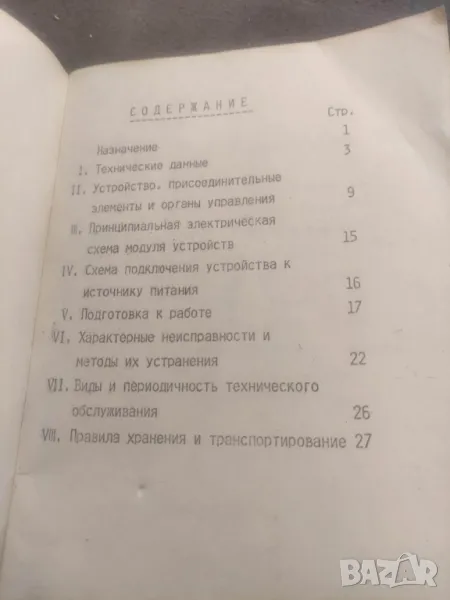 СОДЕРЖАНИЕ
Стр.
Назначение 1
I. Технические данные 3
II. Устройство, присоединительные
элементы и органы управления 9
III. Принципиальная электрическая
схема модуля устройств 15
IV. Схема подключения устройства к
источнику питания 16
V. Подготовка к работе 17
VI. Характерные неисправности и
методы их устранения 22
VII. Виды и периодичность технического
обслуживания 26
VIII. Правила хранения и транспортирование 27
BAZAR.bg